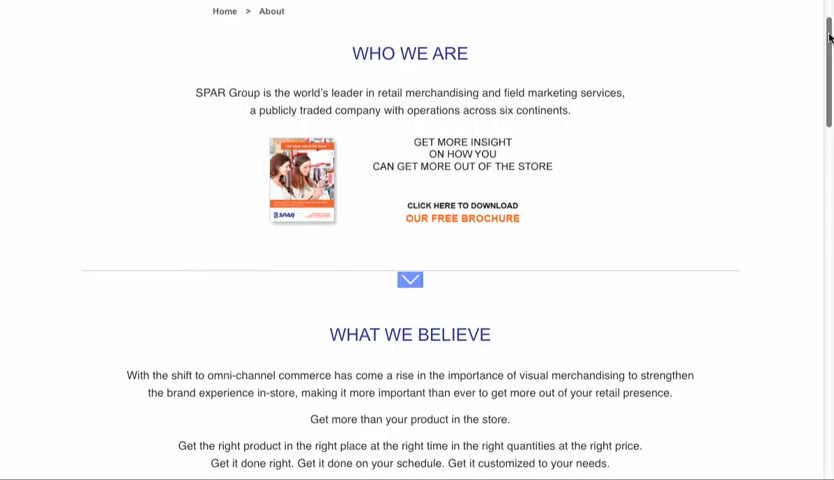 Home > About
WHO WE ARE
SPAR Group is the world's leader in retail merchandising and field marketing services,
a publicly traded company with operations across six continents.
GET MORE INSIGHT
ON HOW YOU
CAN GET MORE OUT OF THE STORE
SPAR
CLICK HERE TO DOWNLOAD
OUR FREE BROCHURE
WHAT WE BELIEVE
With the shift to omni-channel commerce has come a rise in the importance of visual merchandising to strengthen
the brand experience in-store, making it more important than ever to get more out of your retail presence.
Get more than your product in the store.
Get the right product in the right place at the right time in the right quantities at the right price.
Get it done right. Get it done on your schedule. Get it customized to your needs.